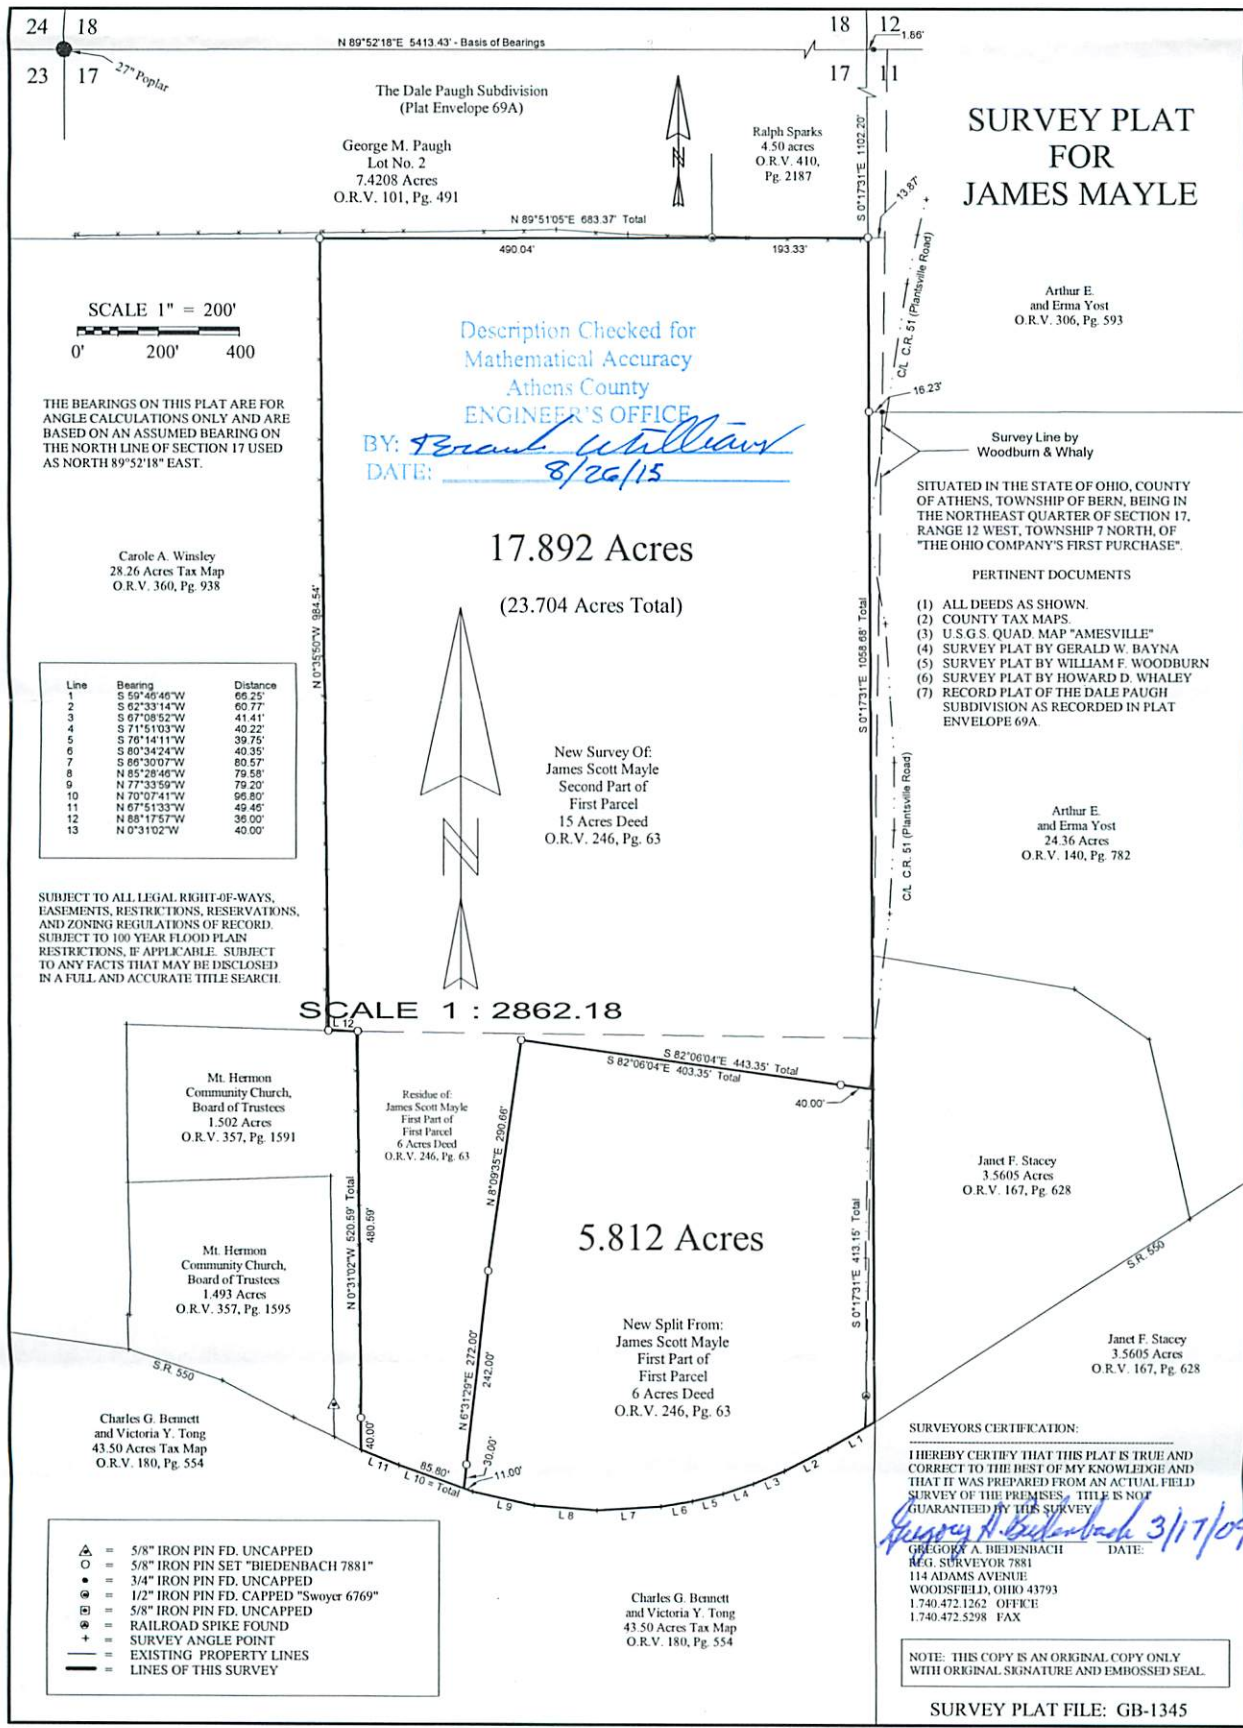 24 18
18 12
N 89°52'18"E 5413.43' - Basis of Bearings
1.86'
23 17
17 11
27" Poplar
The Dale Paugh Subdivision
(Plat Envelope 69A)
George M. Paugh
Lot No. 2
7.4208 Acres
O.R.V. 101, Pg. 491
N
Ralph Sparks
4.50 acres
O.R.V. 410,
Pg. 2187
S 0°17'31"E 1102.20'
SURVEY PLAT
FOR
JAMES MAYLE
13.87'
N 89°51'05"E 683.37' Total
490.04'
193.33'
C/L C.R. 51 (Plantsville Road)
Arthur E.
and Erma Yost
O.R.V. 306, Pg. 593
SCALE 1" = 200'
0' 200' 400
Description Checked for
Mathematical Accuracy
Athens County
ENGINEER'S OFFICE
BY:
DATE: 8/26/15
16.23'
Survey Line by
Woodburn & Whaly
THE BEARINGS ON THIS PLAT ARE FOR
ANGLE CALCULATIONS ONLY AND ARE
BASED ON AN ASSUMED BEARING ON
THE NORTH LINE OF SECTION 17 USED
AS NORTH 89°52'18" EAST.
SITUATED IN THE STATE OF OHIO, COUNTY
OF ATHENS, TOWNSHIP OF BERN, BEING IN
THE NORTHEAST QUARTER OF SECTION 17,
RANGE 12 WEST, TOWNSHIP 7 NORTH, OF
"THE OHIO COMPANY'S FIRST PURCHASE".
17.892 Acres
(23.704 Acres Total)
Carole A. Winsley
28.26 Acres Tax Map
O.R.V. 360, Pg. 938
N 0°35'50"W 984.54'
S 0°17'31"E 1058.68' Total
PERTINENT DOCUMENTS
(1) ALL DEEDS AS SHOWN.
(2) COUNTY TAX MAPS.
(3) U.S.G.S. QUAD. MAP "AMESVILLE"
(4) SURVEY PLAT BY GERALD W. BAYNA
(5) SURVEY PLAT BY WILLIAM F. WOODBURN
(6) SURVEY PLAT BY HOWARD D. WHALEY
(7) RECORD PLAT OF THE DALE PAUGH
SUBDIVISION AS RECORDED IN PLAT
ENVELOPE 69A.
Line Bearing Distance
1 S 59°46'46"W 66.25'
2 S 62°33'14"W 60.77'
3 S 67°08'52"W 41.41'
4 S 71°51'03"W 40.22'
5 S 76°14'11"W 39.75'
6 S 80°34'24"W 40.35'
7 S 86°30'07"W 80.57'
8 N 85°28'46"W 79.58'
9 N 77°33'59"W 79.20'
10 N 70°07'41"W 96.80'
11 N 67°51'33"W 49.46'
12 N 88°17'57"W 36.00'
13 N 0°31'02"W 40.00'
New Survey Of:
James Scott Mayle
Second Part of
First Parcel
15 Acres Deed
O.R.V. 246, Pg. 63
N
C/L C.R. 51 (Plantsville Road)
Arthur E.
and Erma Yost
24.36 Acres
O.R.V. 140, Pg. 782
SUBJECT TO ALL LEGAL RIGHT-OF-WAYS,
EASEMENTS, RESTRICTIONS, RESERVATIONS,
AND ZONING REGULATIONS OF RECORD.
SUBJECT TO 100 YEAR FLOOD PLAIN
RESTRICTIONS, IF APPLICABLE. SUBJECT
TO ANY FACTS THAT MAY BE DISCLOSED
IN A FULL AND ACCURATE TITLE SEARCH.
SCALE 1 : 2862.18
L 12
S 82°06'04"E 443.35' Total
S 82°06'04"E 403.35' Total
40.00'
Mt. Hermon
Community Church,
Board of Trustees
1.502 Acres
O.R.V. 357, Pg. 1591
Residue of:
James Scott Mayle
First Part of
First Parcel
6 Acres Deed
O.R.V. 246, Pg. 63
N 8°09'35"E 290.66'
Janet F. Stacey
3.5605 Acres
O.R.V. 167, Pg. 628
N 0°31'02"W 520.59' Total
480.59'
5.812 Acres
S 0°17'31"E 413.15' Total
S.R. 550
Mt. Hermon
Community Church,
Board of Trustees
1.493 Acres
O.R.V. 357, Pg. 1595
New Split From:
James Scott Mayle
First Part of
First Parcel
6 Acres Deed
O.R.V. 246, Pg. 63
N 6°31'29"E 272.00'
242.00'
Janet F. Stacey
3.5605 Acres
O.R.V. 167, Pg. 628
S.R. 550
Charles G. Bennett
and Victoria Y. Tong
43.50 Acres Tax Map
O.R.V. 180, Pg. 554
40.00'
30.00'
11.00'
85.80'
L 11
L 10 = Total
L 9
L 8
L 7
L 6
L 5
L 4
L 3
L 2
L 1
SURVEYORS CERTIFICATION:
I HEREBY CERTIFY THAT THIS PLAT IS TRUE AND
CORRECT TO THE BEST OF MY KNOWLEDGE AND
THAT IT WAS PREPARED FROM AN ACTUAL FIELD
SURVEY OF THE PREMISES. TITLE IS NOT
GUARANTEED BY THIS SURVEY
Gregory A. Biedenbach 3/17/09
GREGORY A. BIEDENBACH DATE:
REG. SURVEYOR 7881
114 ADAMS AVENUE
WOODSFIELD, OHIO 43793
1.740.472.1262 OFFICE
1.740.472.5298 FAX
= 5/8" IRON PIN FD. UNCAPPED
= 5/8" IRON PIN SET "BIEDENBACH 7881"
= 3/4" IRON PIN FD. UNCAPPED
= 1/2" IRON PIN FD. CAPPED "Swoyer 6769"
= 5/8" IRON PIN FD. UNCAPPED
= RAILROAD SPIKE FOUND
+ = SURVEY ANGLE POINT
= EXISTING PROPERTY LINES
= LINES OF THIS SURVEY
Charles G. Bennett
and Victoria Y. Tong
43.50 Acres Tax Map
O.R.V. 180, Pg. 554
NOTE: THIS COPY IS AN ORIGINAL COPY ONLY
WITH ORIGINAL SIGNATURE AND EMBOSSED SEAL.
SURVEY PLAT FILE: GB-1345